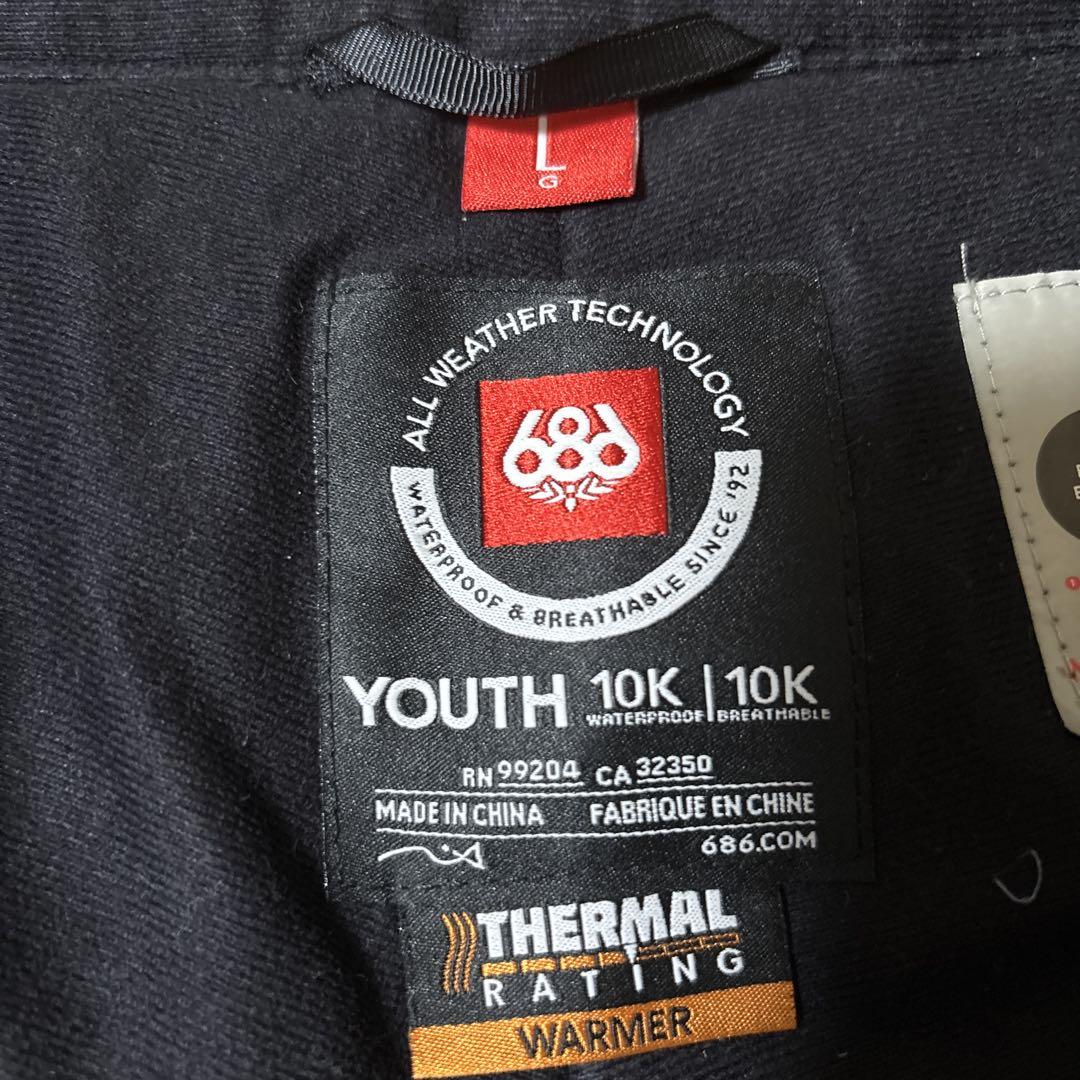 L
G
ALL WEATHER TECHNOLOGY
686
WATERPROOF & BREATHABLE SINCE '92
YOUTH 10K WATERPROOF | 10K BREATHABLE
RN 99204 CA 32350
MADE IN CHINA FABRIQUE EN CHINE
686.COM
THERMAL
RATING
WARMER